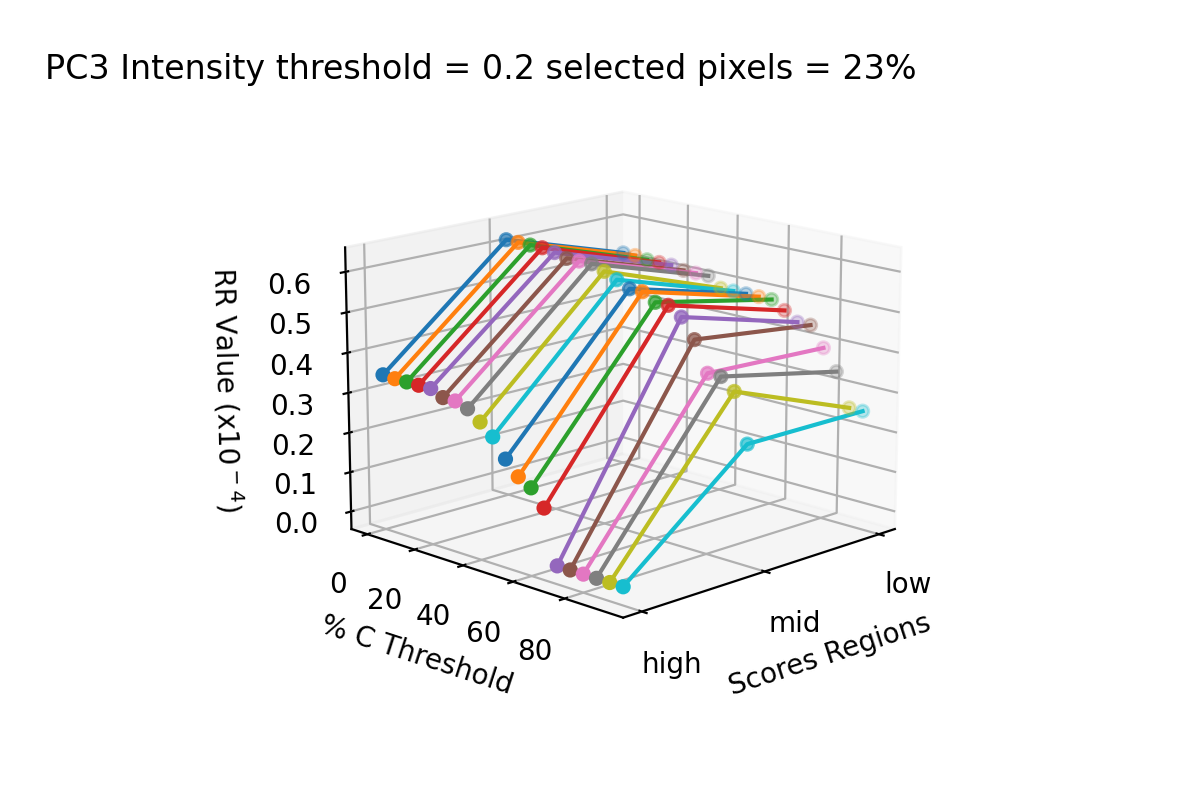 PC3 Intensity threshold = 0.2 selected pixels = 23%
RR Value (x10⁻⁴)
0.6
0.5
0.4
0.3
0.2
0.1
0.0
0
20
40
60
80
% C Threshold
high
mid
low
Scores Regions